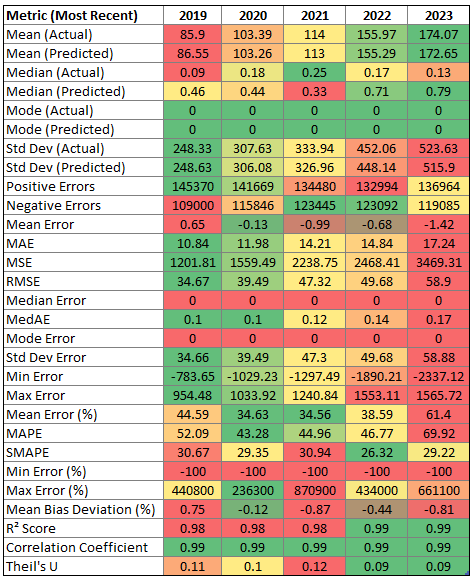 Metric (Most Recent) 2019 2020 2021 2022 2023
Mean (Actual) 85.9 103.39 114 155.97 174.07
Mean (Predicted) 86.55 103.26 113 155.29 172.65
Median (Actual) 0.09 0.18 0.25 0.17 0.13
Median (Predicted) 0.46 0.44 0.33 0.71 0.79
Mode (Actual) 0 0 0 0 0
Mode (Predicted) 0 0 0 0 0
Std Dev (Actual) 248.33 307.63 333.94 452.06 523.63
Std Dev (Predicted) 248.63 306.08 326.96 448.14 515.9
Positive Errors 145370 141669 134480 132994 136964
Negative Errors 109000 115846 123445 123092 119085
Mean Error 0.65 -0.13 -0.99 -0.68 -1.42
MAE 10.84 11.98 14.21 14.84 17.24
MSE 1201.81 1559.49 2238.75 2468.41 3469.31
RMSE 34.67 39.49 47.32 49.68 58.9
Median Error 0 0 0 0 0
MedAE 0.1 0.1 0.12 0.14 0.17
Mode Error 0 0 0 0 0
Std Dev Error 34.66 39.49 47.3 49.68 58.88
Min Error -783.65 -1029.23 -1297.49 -1890.21 -2337.12
Max Error 954.48 1033.92 1240.84 1553.11 1565.72
Mean Error (%) 44.59 34.63 34.56 38.59 61.4
MAPE 52.09 43.28 44.96 46.77 69.92
SMAPE 30.67 29.35 30.94 26.32 29.22
Min Error (%) -100 -100 -100 -100 -100
Max Error (%) 440800 236300 870900 434000 661100
Mean Bias Deviation (%) 0.75 -0.12 -0.87 -0.44 -0.81
R² Score 0.98 0.98 0.98 0.99 0.99
Correlation Coefficient 0.99 0.99 0.99 0.99 0.99
Theil's U 0.11 0.1 0.12 0.09 0.09